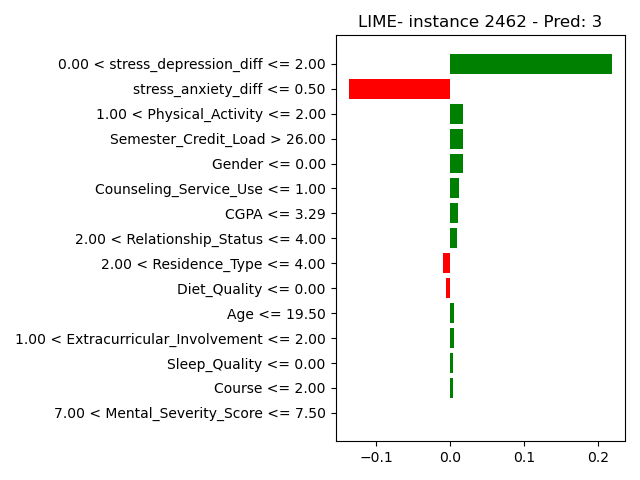 LIME- instance 2462 - Pred: 3
0.00 < stress_depression_diff <= 2.00
stress_anxiety_diff <= 0.50
1.00 < Physical_Activity <= 2.00
Semester_Credit_Load > 26.00
Gender <= 0.00
Counseling_Service_Use <= 1.00
CGPA <= 3.29
2.00 < Relationship_Status <= 4.00
2.00 < Residence_Type <= 4.00
Diet_Quality <= 0.00
Age <= 19.50
1.00 < Extracurricular_Involvement <= 2.00
Sleep_Quality <= 0.00
Course <= 2.00
7.00 < Mental_Severity_Score <= 7.50
−0.1 0.0 0.1 0.2